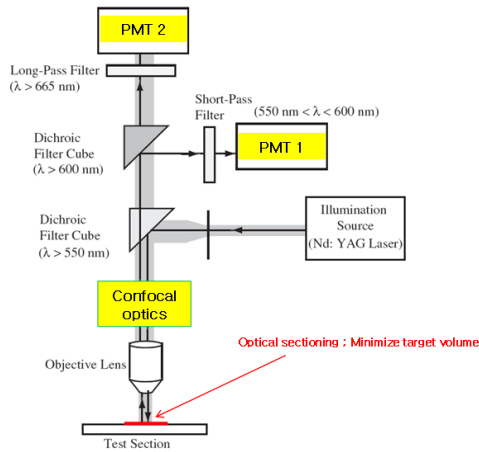 PMT 2
Long-Pass Filter
(λ > 665 nm)
Short-Pass
Filter
(550 nm < λ < 600 nm)
PMT 1
Dichroic
Filter Cube
(λ > 600 nm)
Dichroic
Filter Cube
(λ > 550 nm)
Illumination
Source
(Nd: YAG Laser)
Confocal
optics
Optical sectioning ; Minimize target volume
Objective Lens
Test Section